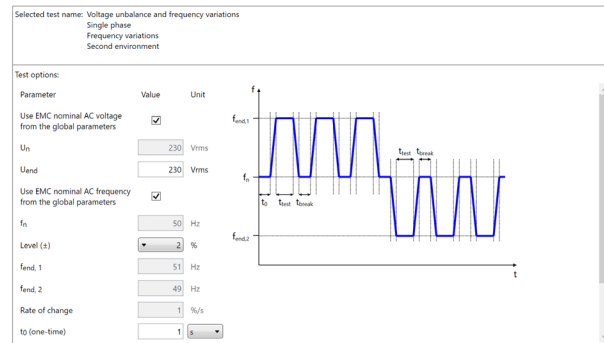 Selected test name: Voltage unbalance and frequency variations
Single phase
Frequency variations
Second environment
Test options:
Parameter Value Unit
Use EMC nominal AC voltage
from the global parameters
Un 230 Vrms
Uend 230 Vrms
Use EMC nominal AC frequency
from the global parameters
fn 50 Hz
Level (±) 2 %
fend, 1 51 Hz
fend, 2 49 Hz
Rate of change 1 %/s
t0 (one-time) 1 s
f
fend,1
ttest tbreak
fn
t0 ttest tbreak
fend,2
t